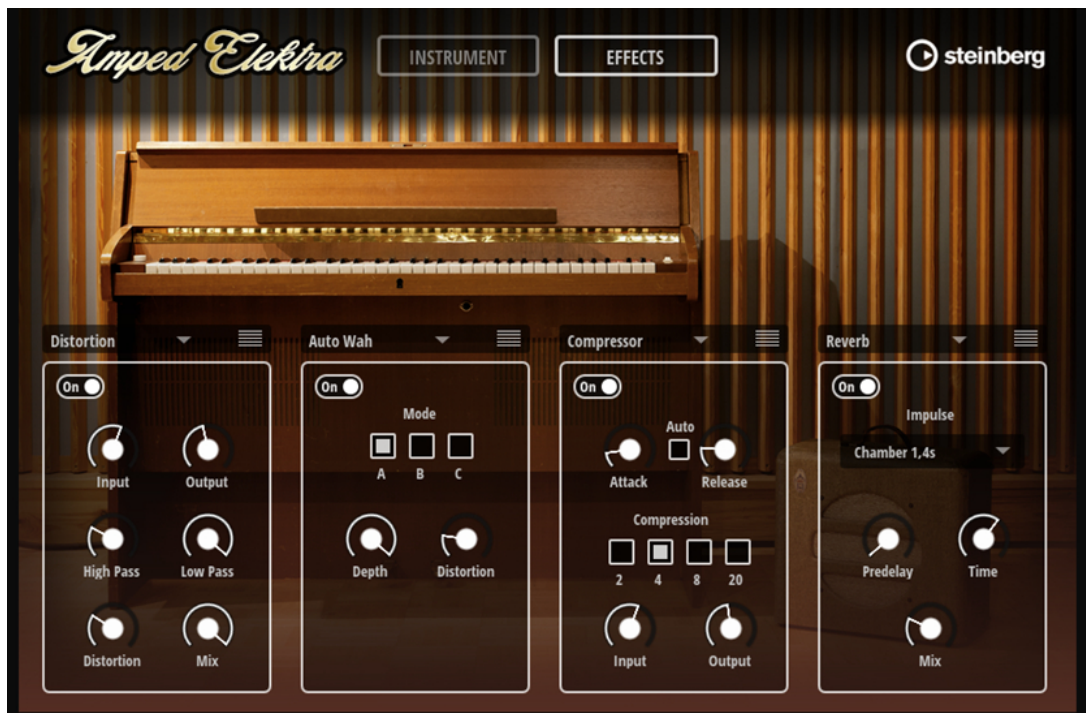 Amped Elektra
INSTRUMENT
EFFECTS
steinberg
Distortion
On
Input
Output
High Pass
Low Pass
Distortion
Mix
Auto Wah
On
Mode
A B C
Depth
Distortion
Compressor
On
Auto
Attack
Release
Compression
2 4 8 20
Input
Output
Reverb
On
Impulse
Chamber 1,4s
Predelay
Time
Mix